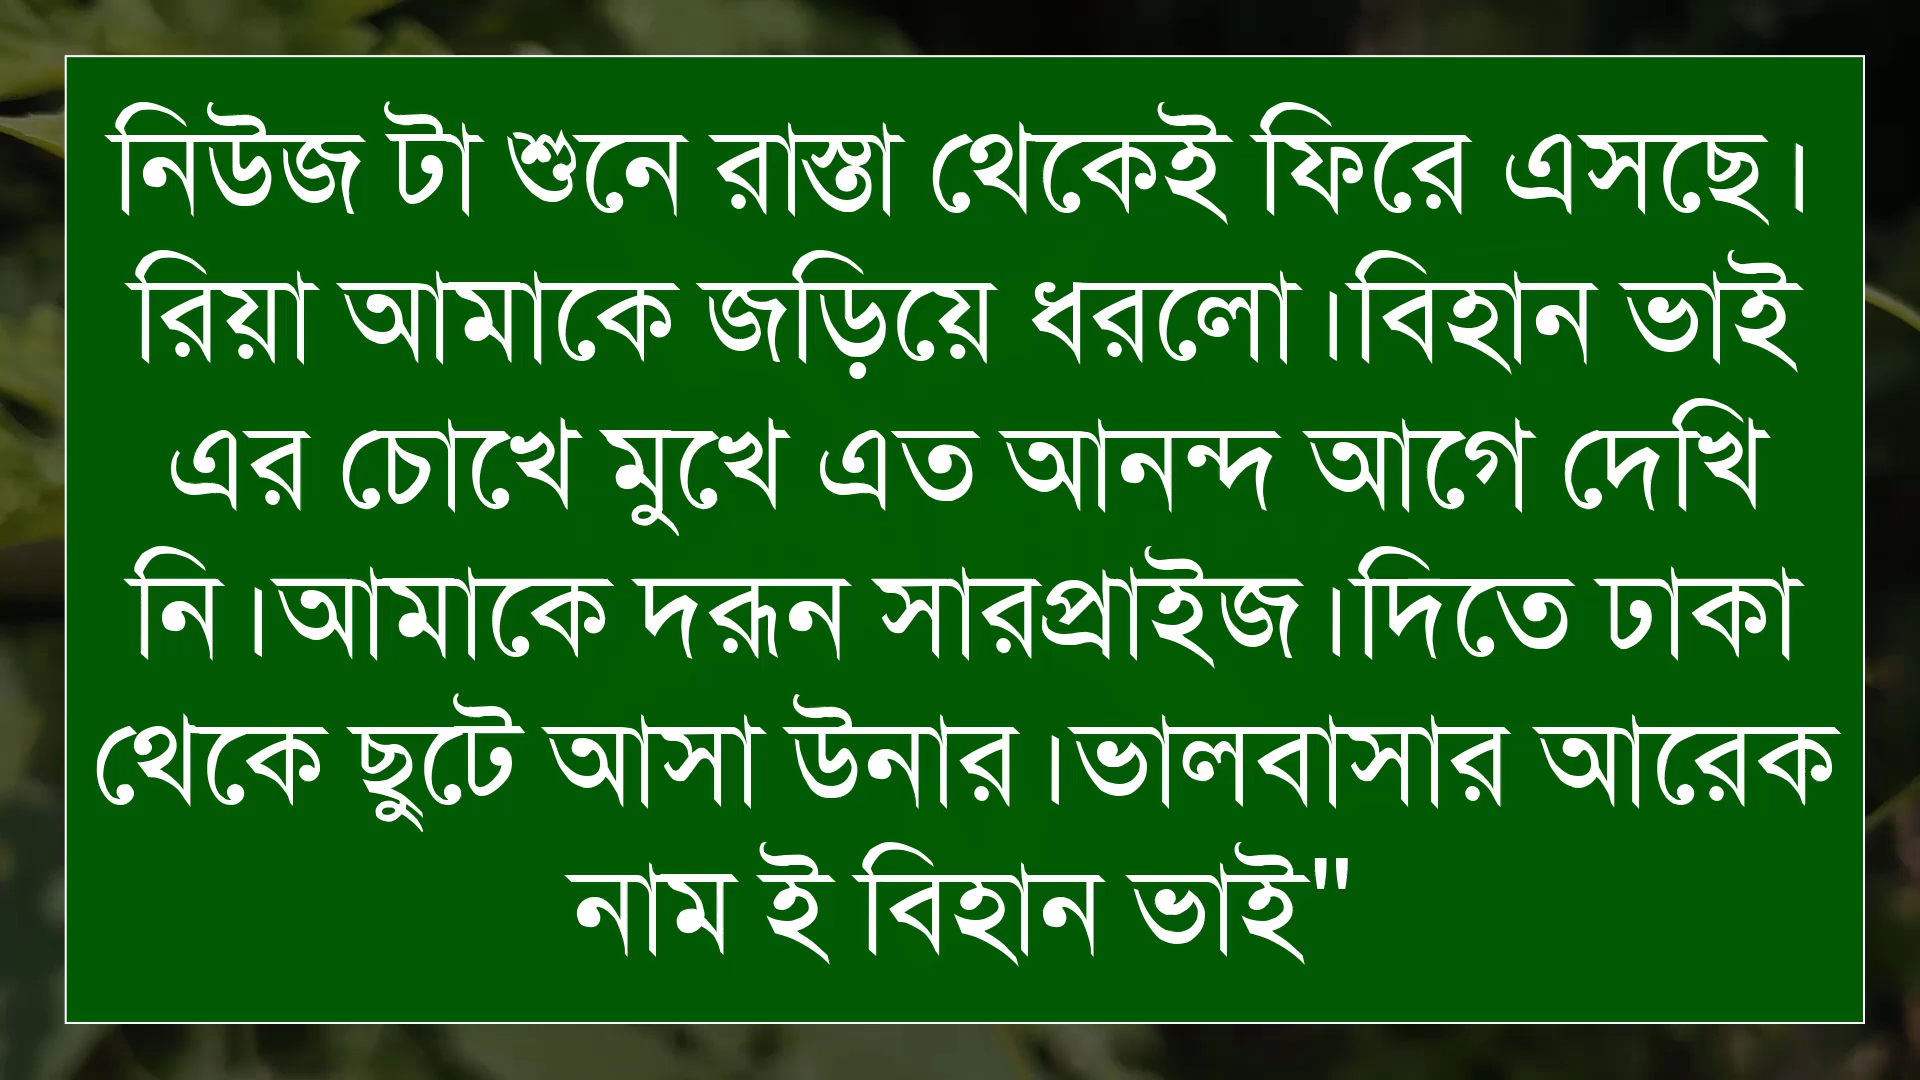 নিউজ টা শুনে রাস্তা থেকেই ফিরে এসছে।
রিয়া আমাকে জড়িয়ে ধরলো।বিহান ভাই
এর চোখে মুখে এত আনন্দ আগে দেখি
নি।আমাকে দরূন সারপ্রাইজ।দিতে ঢাকা
থেকে ছুটে আসা উনার।ভালবাসার আরেক
নাম ই বিহান ভাই"